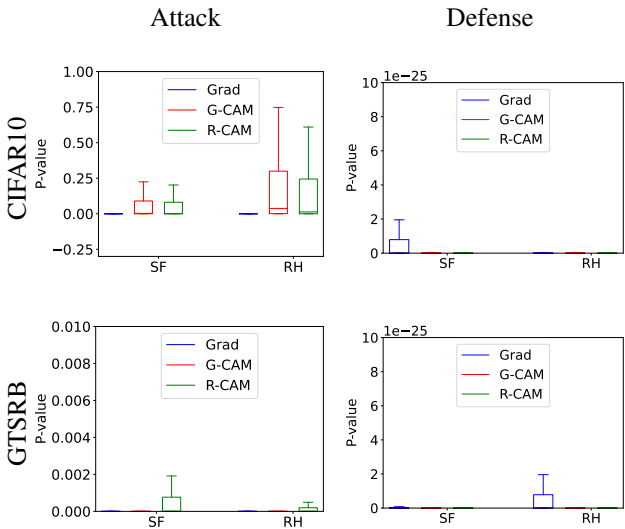 Attack
Defense
CIFAR10
P-value
1.00
0.75
0.50
0.25
0.00
−0.25
Grad
G-CAM
R-CAM
SF
RH
1e−25
P-value
10
8
6
4
2
0
Grad
G-CAM
R-CAM
SF
RH
GTSRB
P-value
0.010
0.008
0.006
0.004
0.002
0.000
Grad
G-CAM
R-CAM
SF
RH
1e−25
P-value
10
8
6
4
2
0
Grad
G-CAM
R-CAM
SF
RH